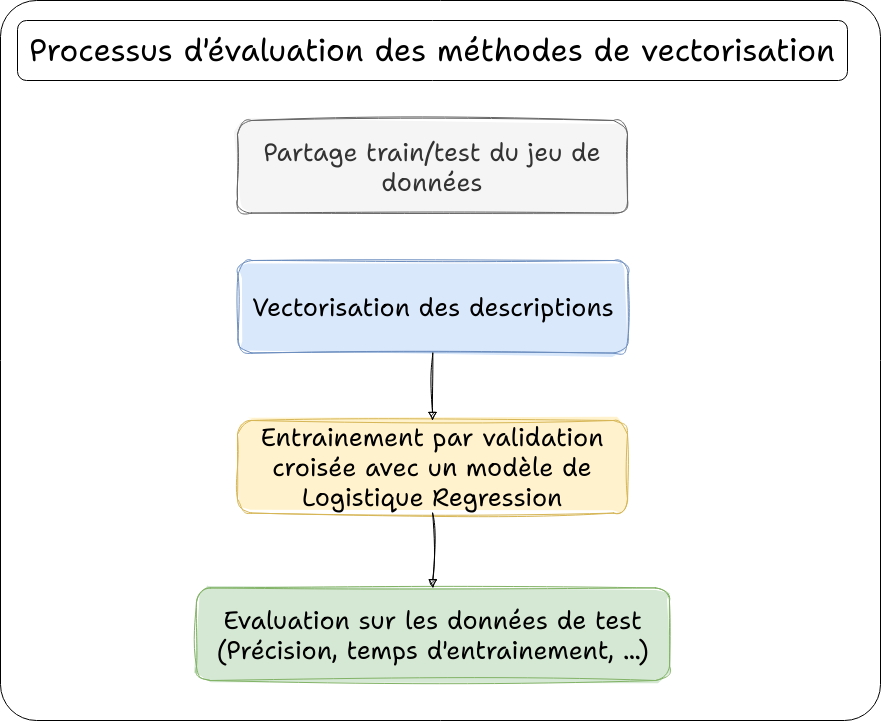 Processus d'évaluation des méthodes de vectorisation
Partage train/test du jeu de
données
Vectorisation des descriptions
Entrainement par validation
croisée avec un modèle de
Logistique Regression
Evaluation sur les données de test
(Précision, temps d'entrainement, ...)